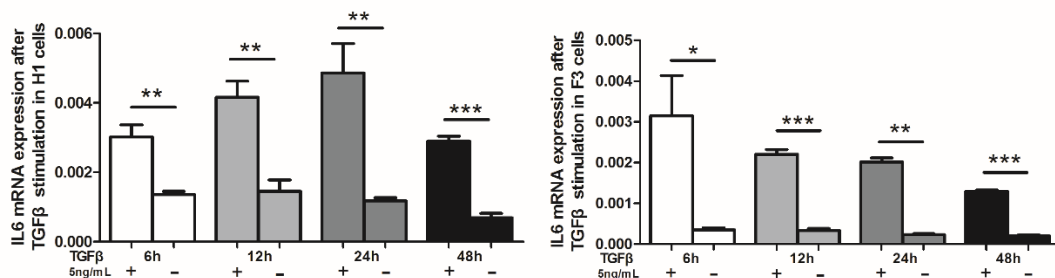 IL6 mRNA expression after
TGFβ stimulation in H1 cells
0.006
0.004
0.002
0.000
**
**
**
***
TGFβ 6h 12h 24h 48h
5ng/mL + − + − + − + −
IL6 mRNA expression after
TGFβ stimulation in F3 cells
0.005
0.004
0.003
0.002
0.001
0.000
*
***
**
***
TGFβ 6h 12h 24h 48h
5ng/mL + − + − + − + −